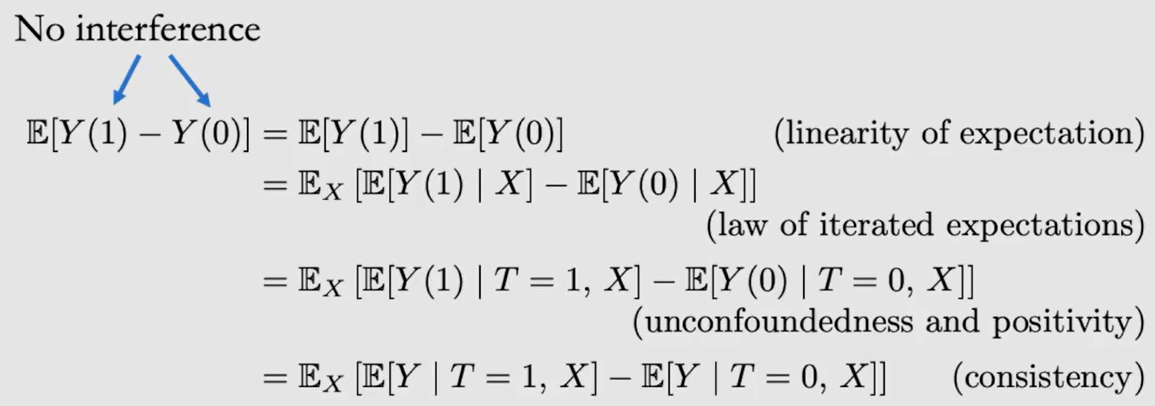 No interference
𝔼[Y(1) − Y(0)] = 𝔼[Y(1)] − 𝔼[Y(0)] (linearity of expectation)
= 𝔼_X [𝔼[Y(1) | X] − 𝔼[Y(0) | X]]
(law of iterated expectations)
= 𝔼_X [𝔼[Y(1) | T = 1, X] − 𝔼[Y(0) | T = 0, X]]
(unconfoundedness and positivity)
= 𝔼_X [𝔼[Y | T = 1, X] − 𝔼[Y | T = 0, X]] (consistency)